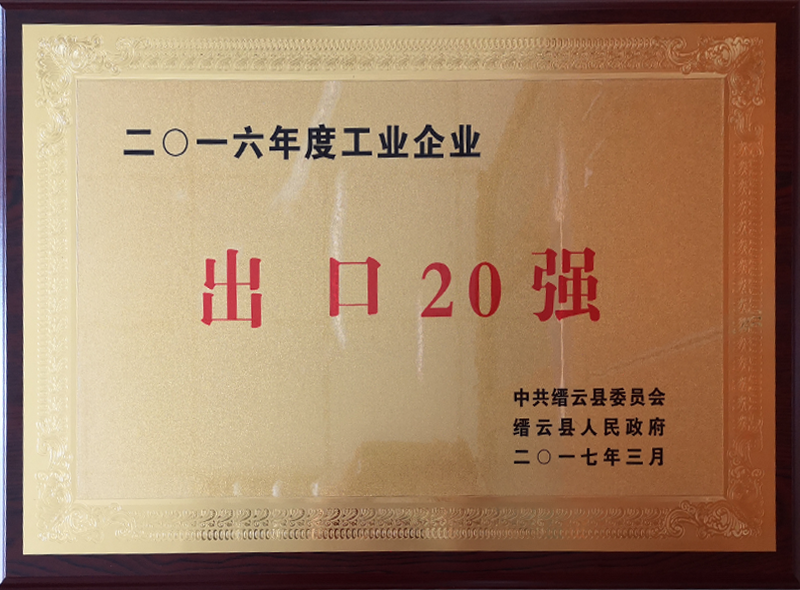 二〇一六年度工业企业
出口20强
中共缙云县委员会
缙云县人民政府
二〇一七年三月